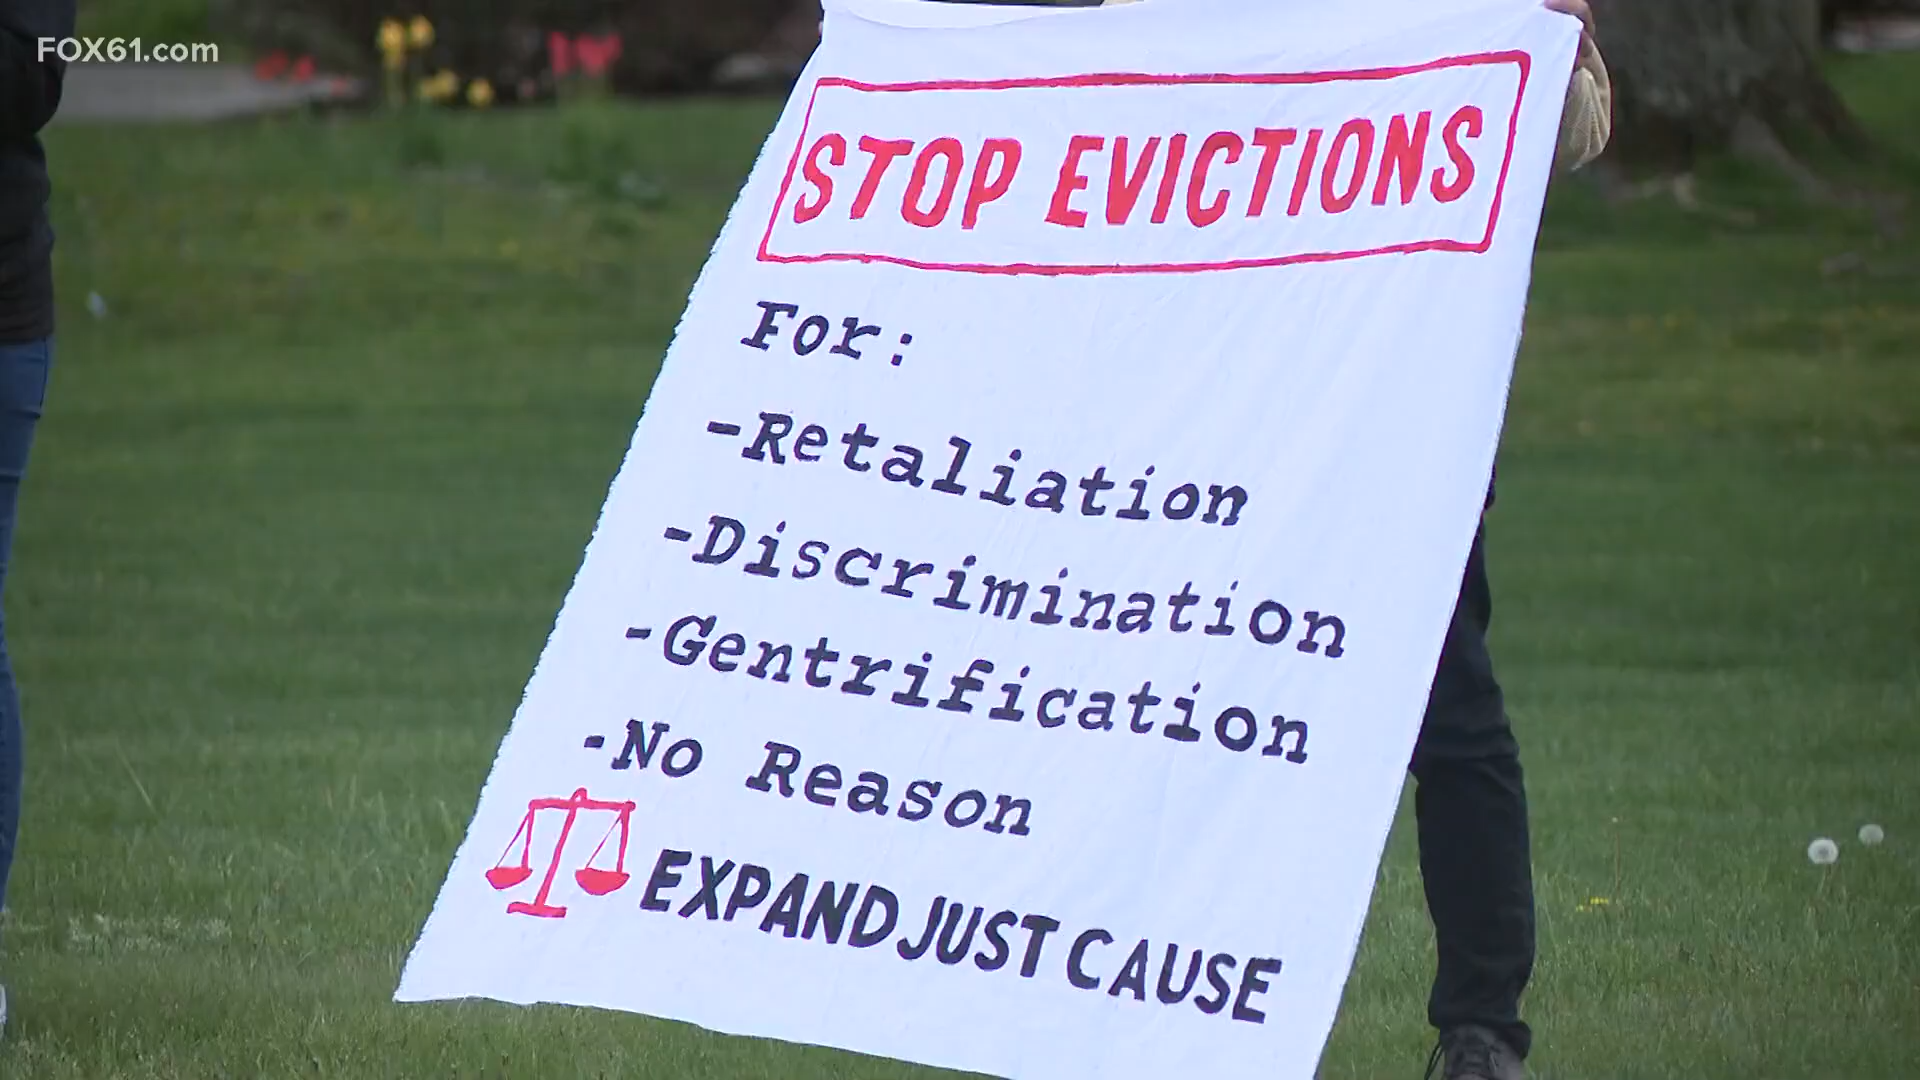 FOX61.com
STOP EVICTIONS
For:
-Retaliation
-Discrimination
-Gentrification
-No Reason
EXPAND JUST CAUSE